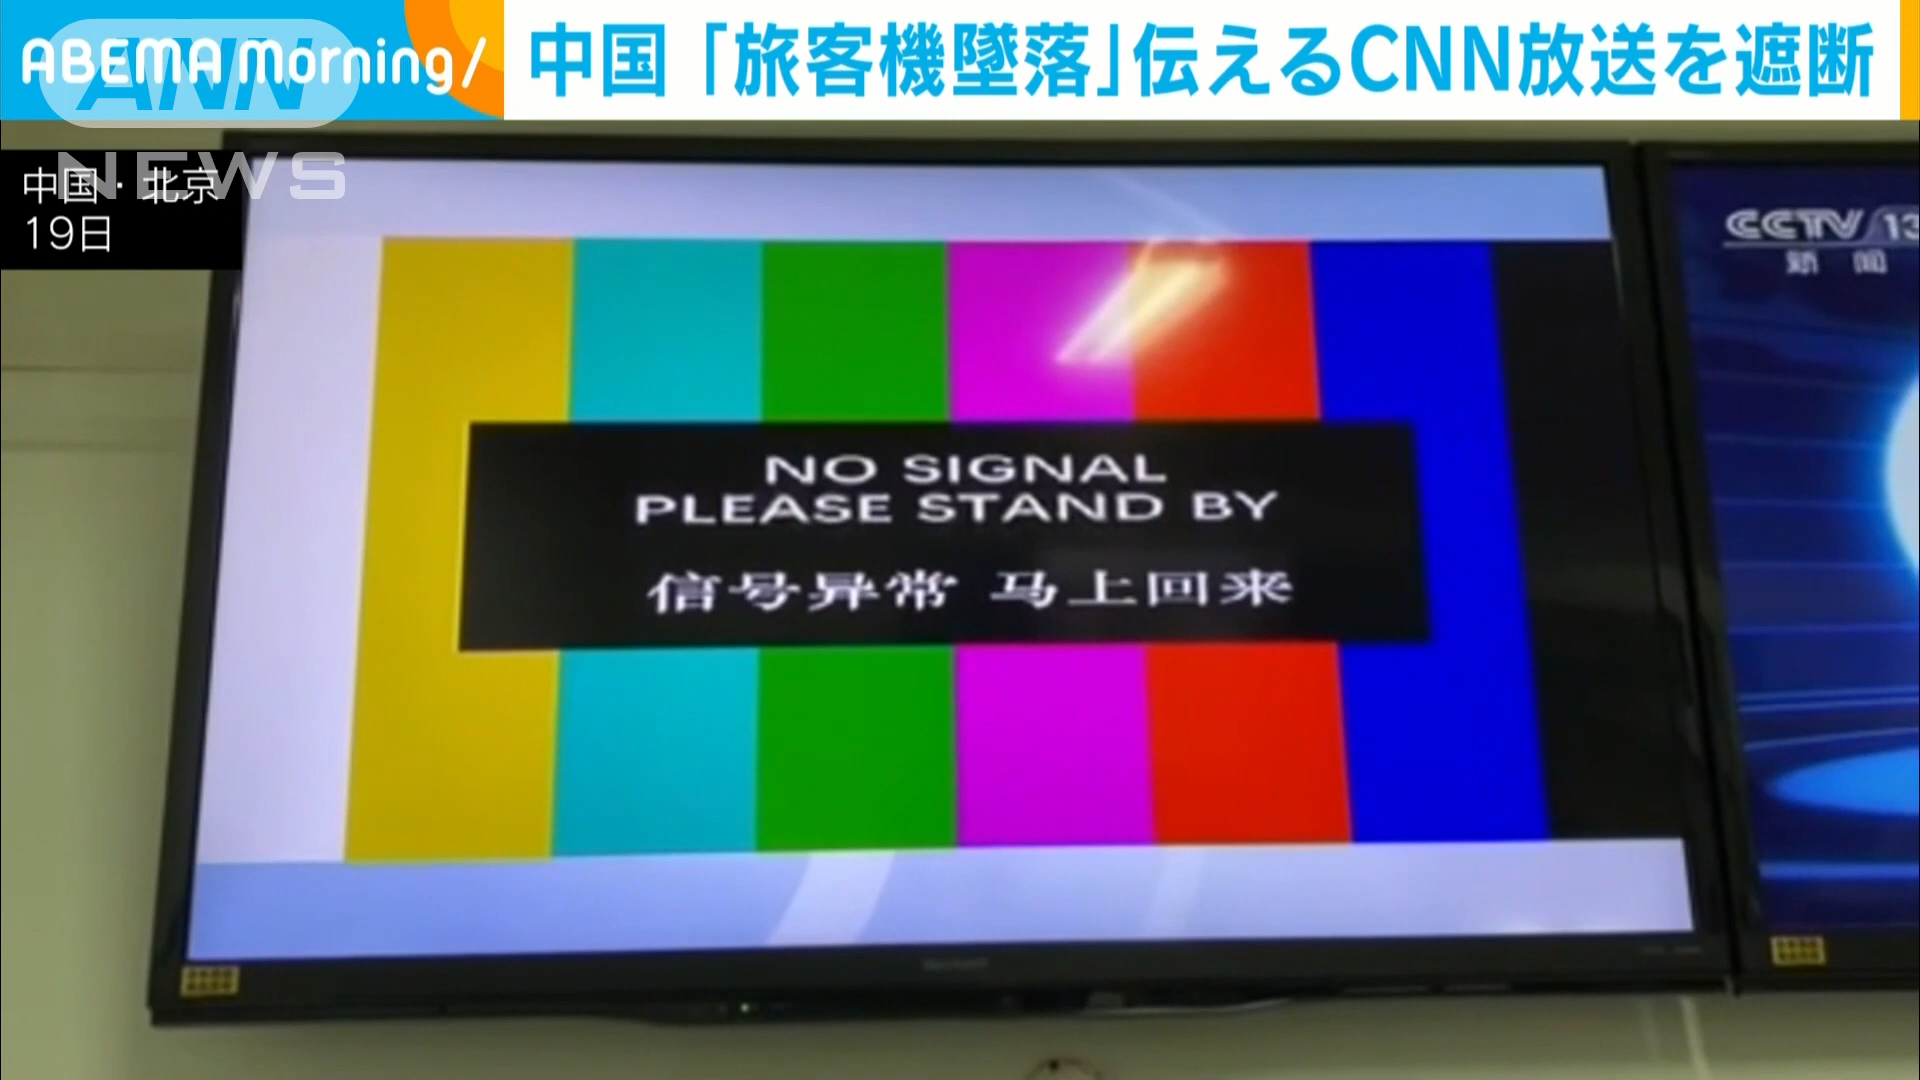 ABEMA Morning/
ANN
NEWS
中国「旅客機墜落」伝えるCNN放送を遮断
中国・北京
19日
CCTV 13
新闻
NO SIGNAL
PLEASE STAND BY
信号异常 马上回来